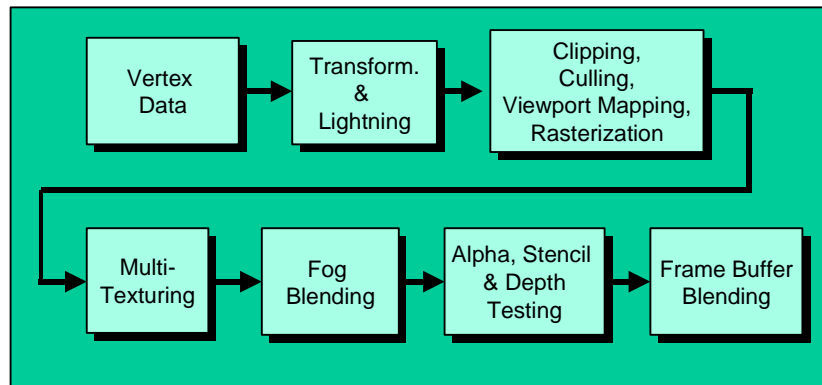 Vertex
Data
Transform.
&
Lightning
Clipping,
Culling,
Viewport Mapping,
Rasterization
Multi-
Texturing
Fog
Blending
Alpha, Stencil
& Depth
Testing
Frame Buffer
Blending